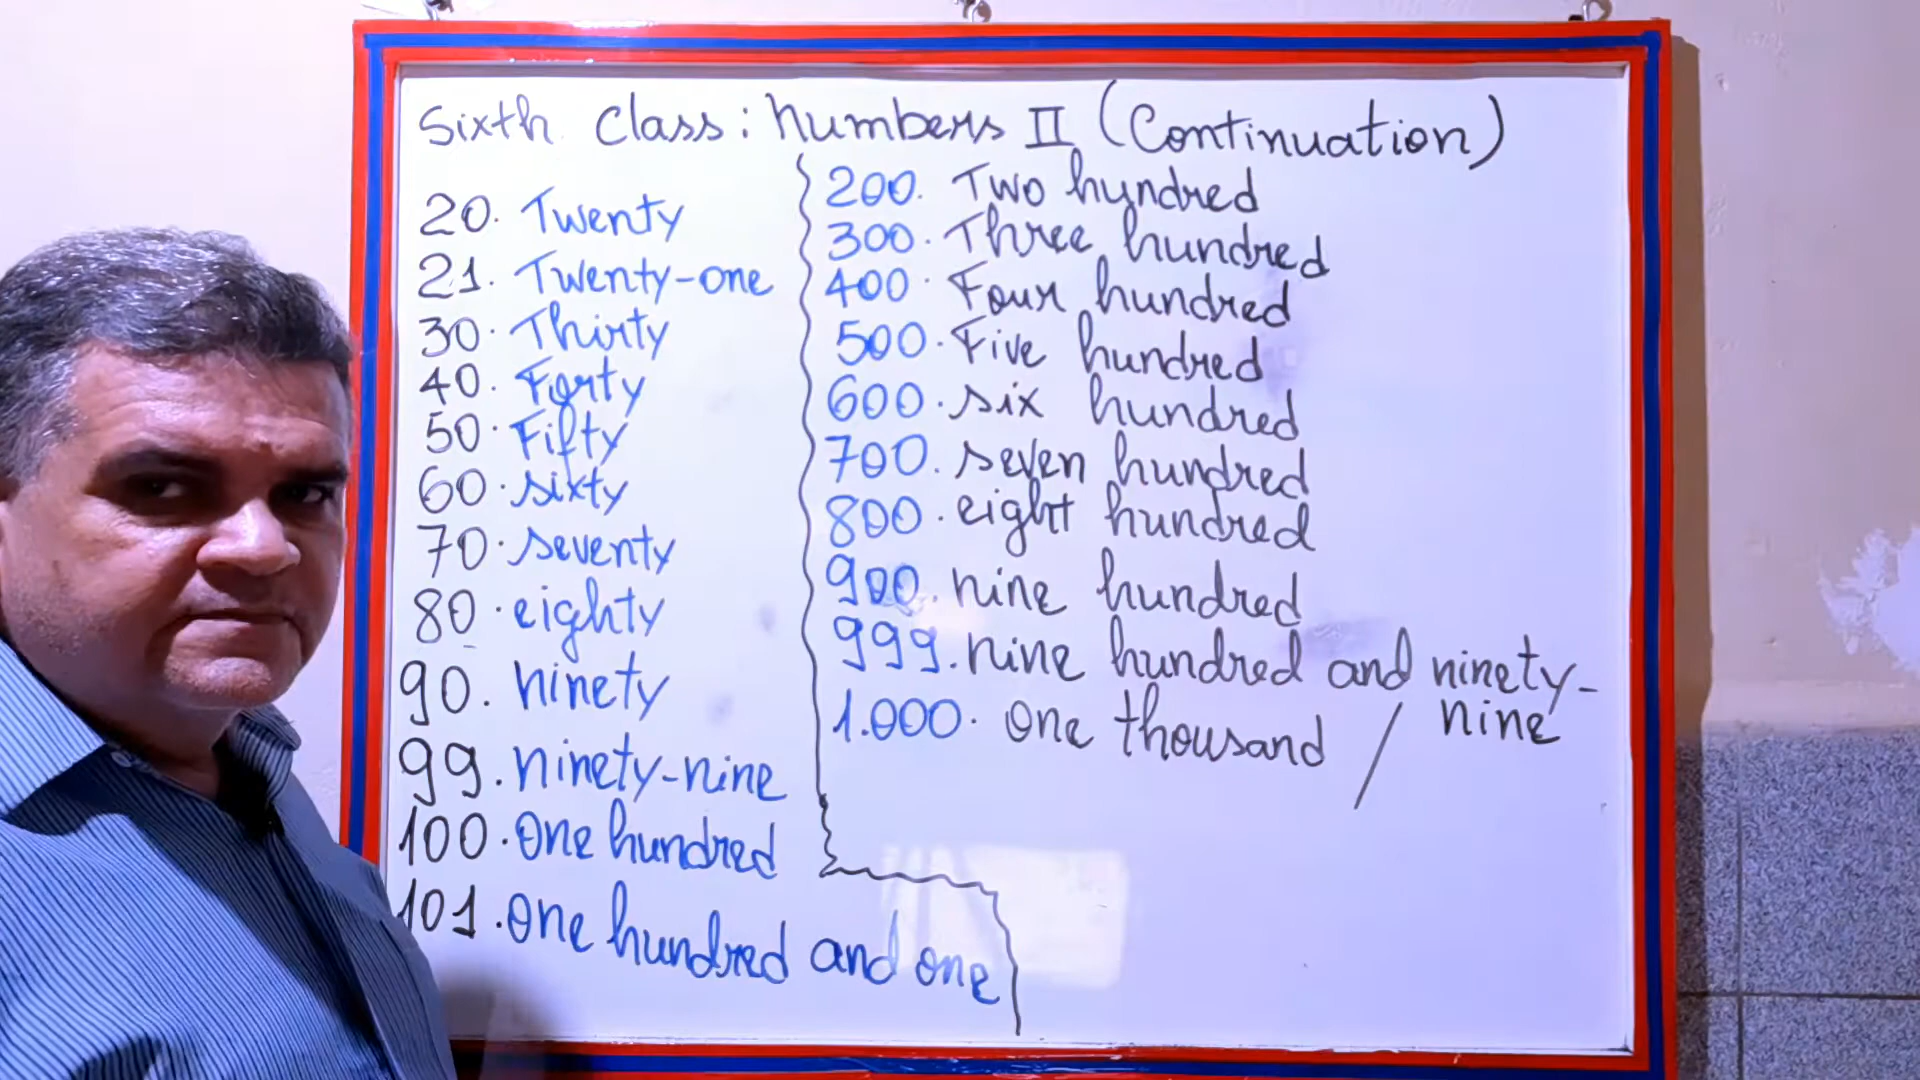 Sixth Class: Numbers II (Continuation)
20. Twenty
21. Twenty-one
30. Thirty
40. Forty
50. Fifty
60. sixty
70. seventy
80. eighty
90. ninety
99. ninety-nine
100. One hundred
101. One hundred and one
200. Two hundred
300. Three hundred
400. Four hundred
500. Five hundred
600. six hundred
700. seven hundred
800. eight hundred
900. nine hundred
999. nine hundred and ninety-
nine
1.000. one thousand /